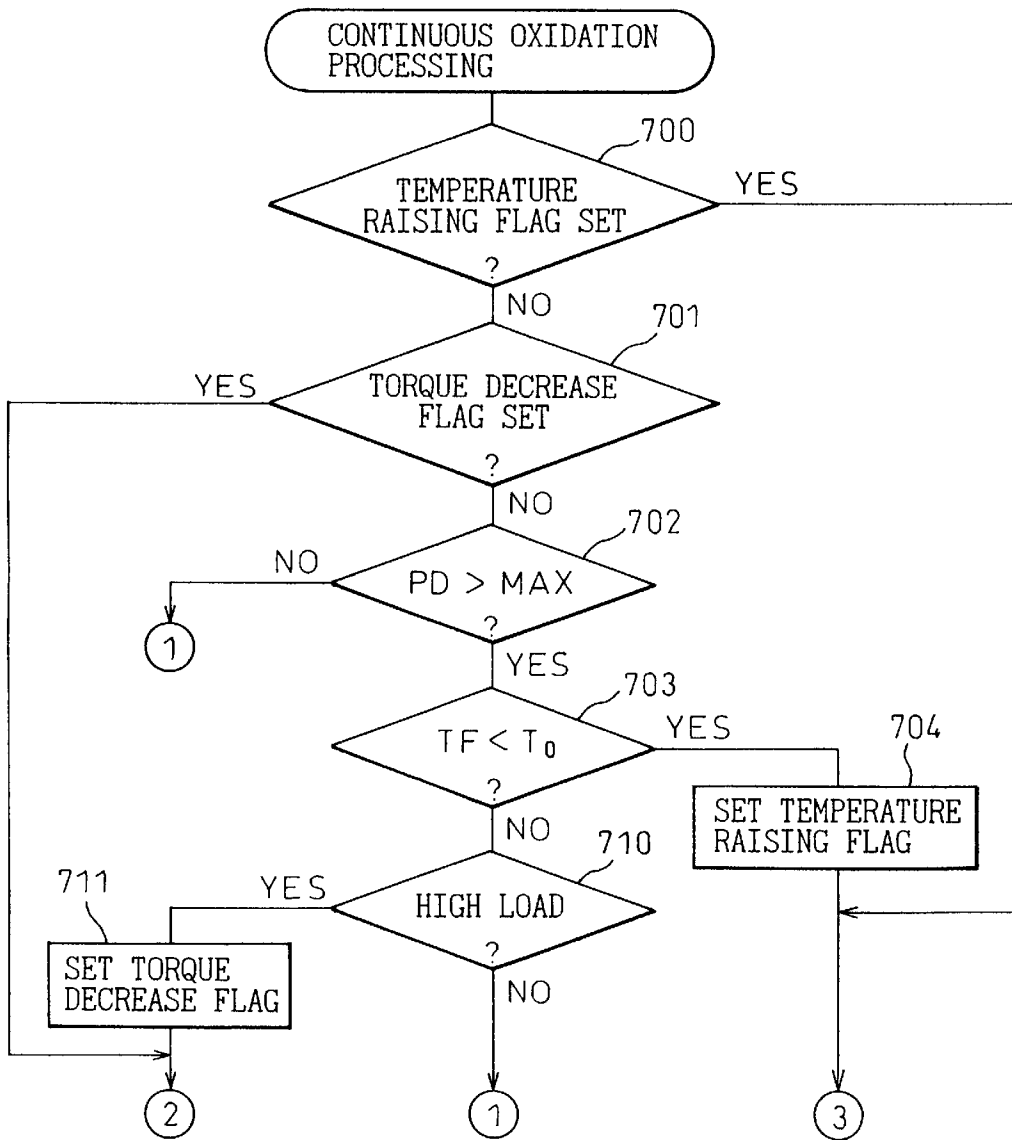 CONTINUOUS OXIDATION
PROCESSING
700
TEMPERATURE
RAISING FLAG SET
?
YES
NO
701
YES
TORQUE DECREASE
FLAG SET
?
NO
702
NO
PD > MAX
?
1
YES
703
TF < T0
?
YES
704
SET TEMPERATURE
RAISING FLAG
NO
710
711
YES
HIGH LOAD
?
SET TORQUE
DECREASE FLAG
NO
2
1
3